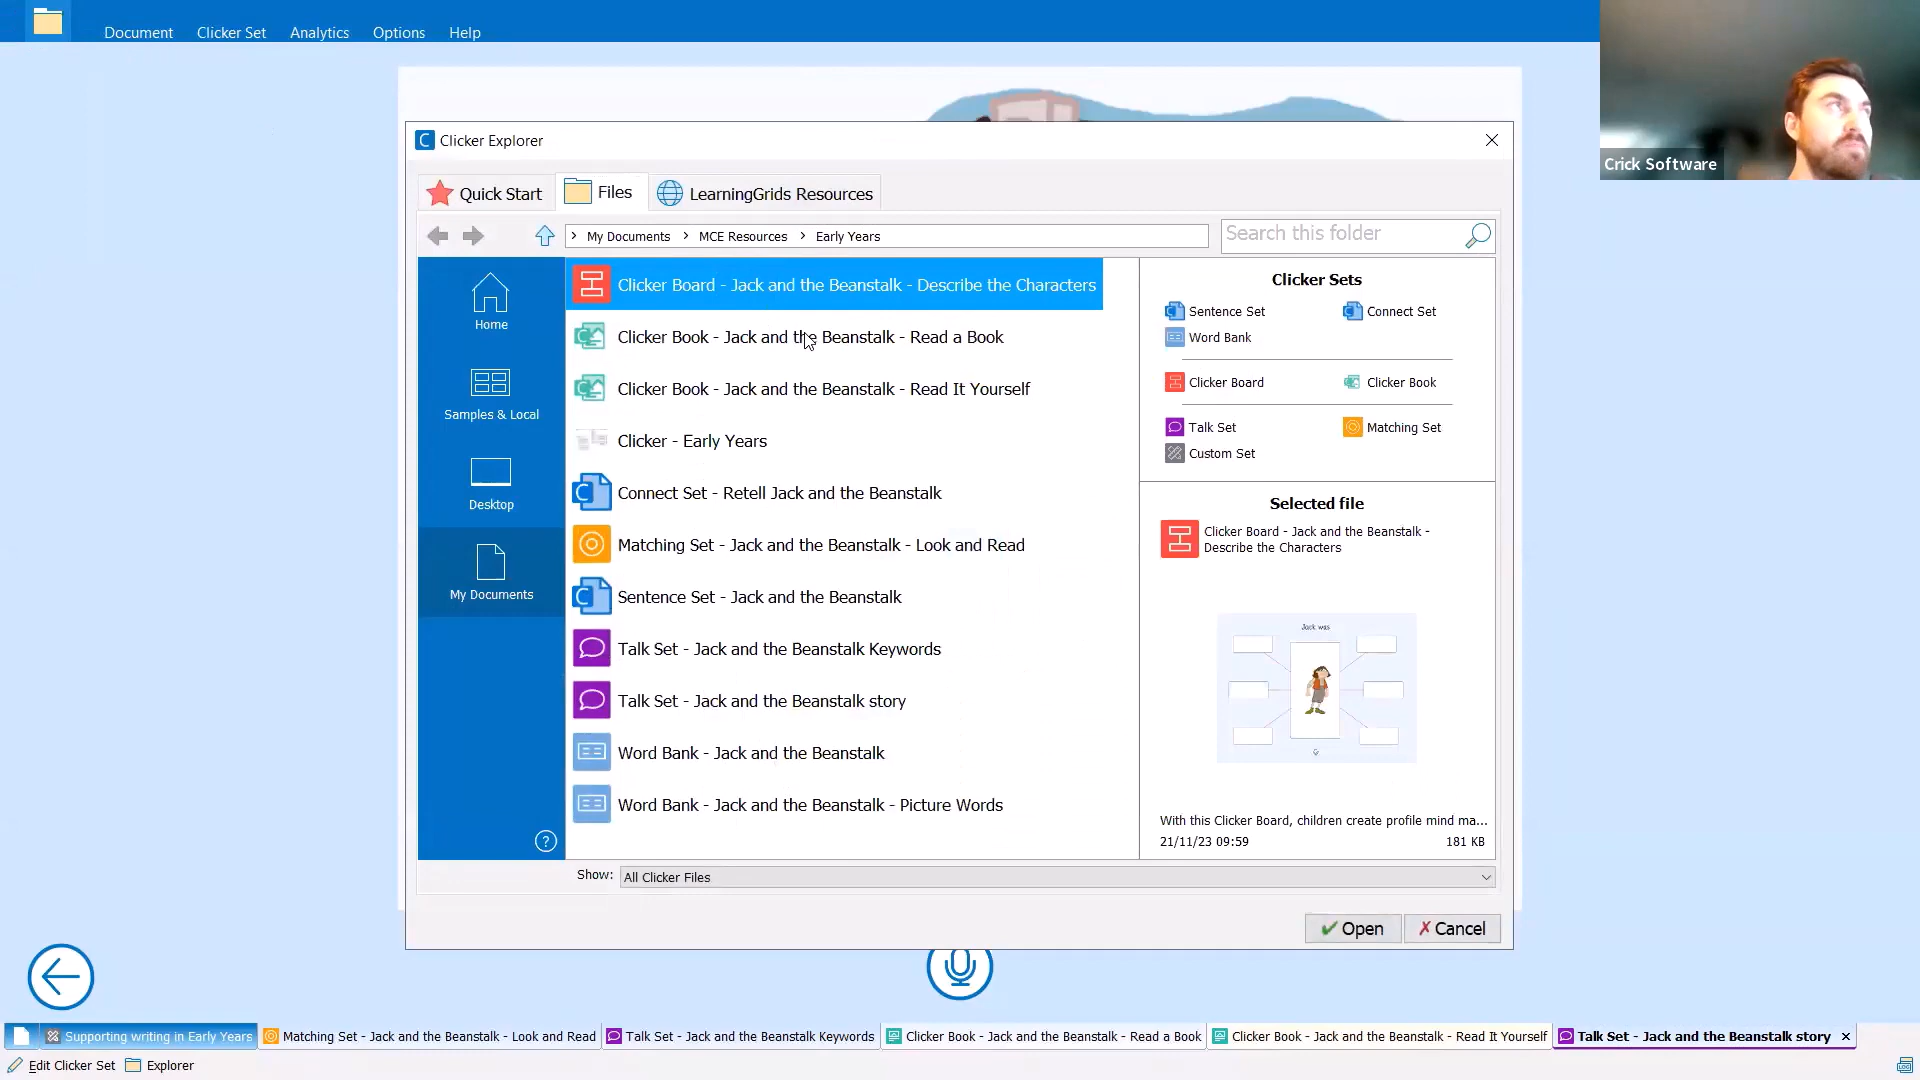 Document Clicker Set Analytics Options Help
Crick Software
Clicker Explorer
Quick Start Files LearningGrids Resources
My Documents > MCE Resources > Early Years
Search this folder
Home
Samples & Local
Desktop
My Documents
Clicker Board - Jack and the Beanstalk - Describe the Characters
Clicker Book - Jack and the Beanstalk - Read a Book
Clicker Book - Jack and the Beanstalk - Read It Yourself
Clicker - Early Years
Connect Set - Retell Jack and the Beanstalk
Matching Set - Jack and the Beanstalk - Look and Read
Sentence Set - Jack and the Beanstalk
Talk Set - Jack and the Beanstalk Keywords
Talk Set - Jack and the Beanstalk story
Word Bank - Jack and the Beanstalk
Word Bank - Jack and the Beanstalk - Picture Words
Clicker Sets
Sentence Set Connect Set
Word Bank
Clicker Board Clicker Book
Talk Set Matching Set
Custom Set
Selected file
Clicker Board - Jack and the Beanstalk -
Describe the Characters
Jack was
With this Clicker Board, children create profile mind ma...
21/11/23 09:59 181 KB
Show: All Clicker Files
Open Cancel
Supporting writing in Early Years Matching Set - Jack and the Beanstalk - Look and Read Talk Set - Jack and the Beanstalk Keywords Clicker Book - Jack and the Beanstalk - Read a Book Clicker Book - Jack and the Beanstalk - Read It Yourself Talk Set - Jack and the Beanstalk story
Edit Clicker Set Explorer